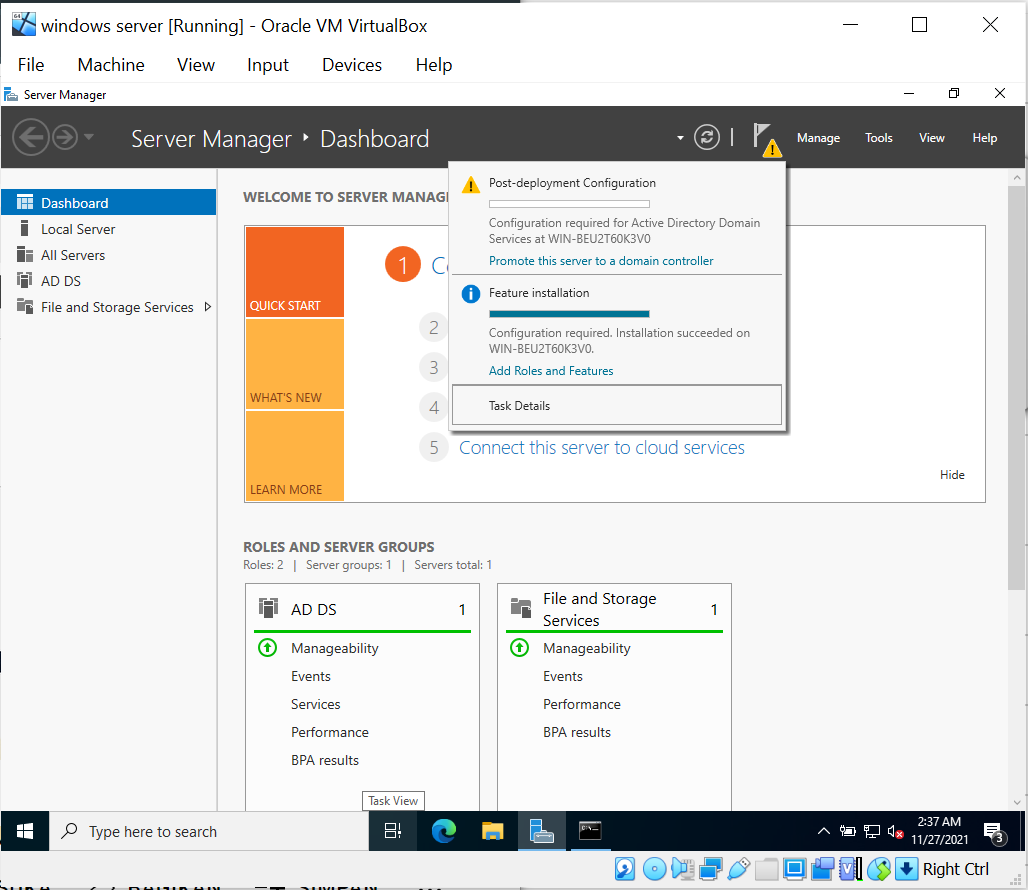 windows server [Running] - Oracle VM VirtualBox
File Machine View Input Devices Help
Server Manager
Server Manager Dashboard
Manage Tools View Help
Dashboard
Local Server
All Servers
AD DS
File and Storage Services
WELCOME TO SERVER MANAG
QUICK START
WHAT'S NEW
LEARN MORE
1
2
3
4
5 Connect this server to cloud services
Hide
Post-deployment Configuration
Configuration required for Active Directory Domain
Services at WIN-BEU2T60K3V0
Promote this server to a domain controller
Feature installation
Configuration required. Installation succeeded on
WIN-BEU2T60K3V0.
Add Roles and Features
Task Details
ROLES AND SERVER GROUPS
Roles: 2 | Server groups: 1 | Servers total: 1
AD DS 1
Manageability
Events
Services
Performance
BPA results
File and Storage
Services 1
Manageability
Events
Performance
BPA results
Task View
Type here to search
2:37 AM
11/27/2021
3
Right Ctrl